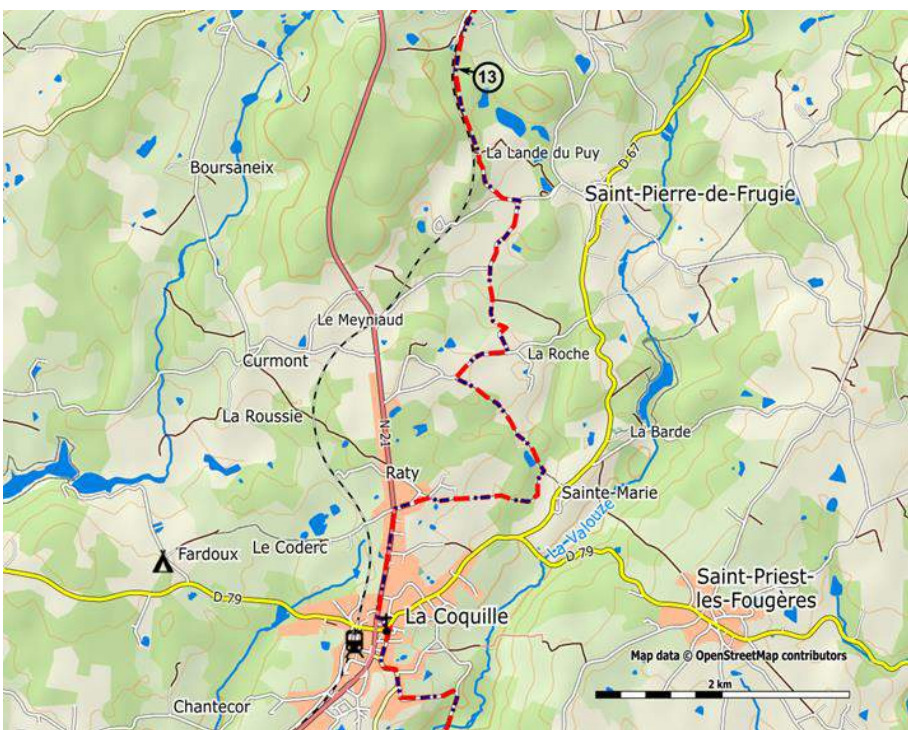 13
La Lande du Puy
D 67
Boursaneix
Saint-Pierre-de-Frugie
Le Meyniaud
La Roche
Curmont
La Roussie
N 21
La Barde
Raty
Sainte-Marie
Le Coderc
La Valouze
Fardoux
D 79
D 79
Saint-Priest-
les-Fougères
La Coquille
Map data © OpenStreetMap contributors
2 km
Chantecor